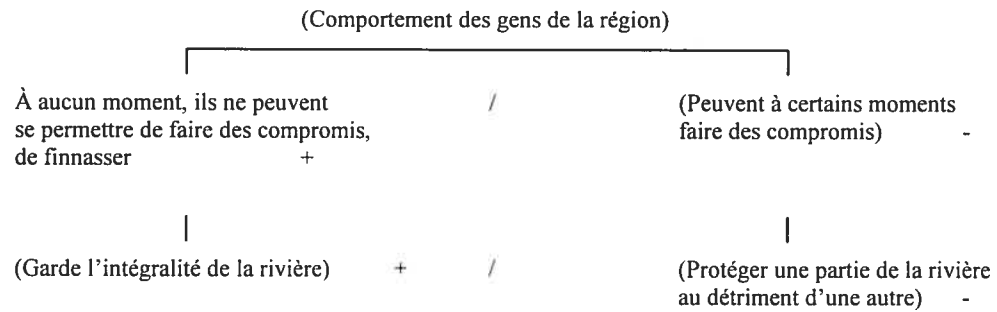 (Comportement des gens de la région)
À aucun moment, ils ne peuvent
se permettre de faire des compromis,
de finnasser +
/
(Peuvent à certains moments
faire des compromis) -
(Garde l'intégralité de la rivière) + /
(Protéger une partie de la rivière
au détriment d'une autre) -